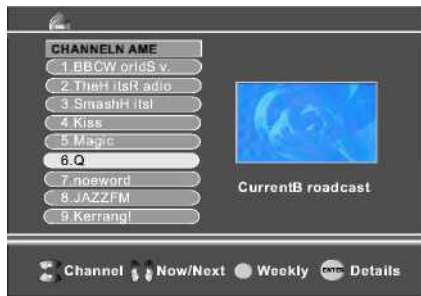 CHANNELN AME
1.BBCW oridS v.
2.TheH itsR adio
3.SmashH itsl
4.Kiss
5.Magic
6.Q
7 noeword
8.JAZZFM
9.Kerrang!
CurrentB roadcast
Channel Now/Next Weekly ENTER Details